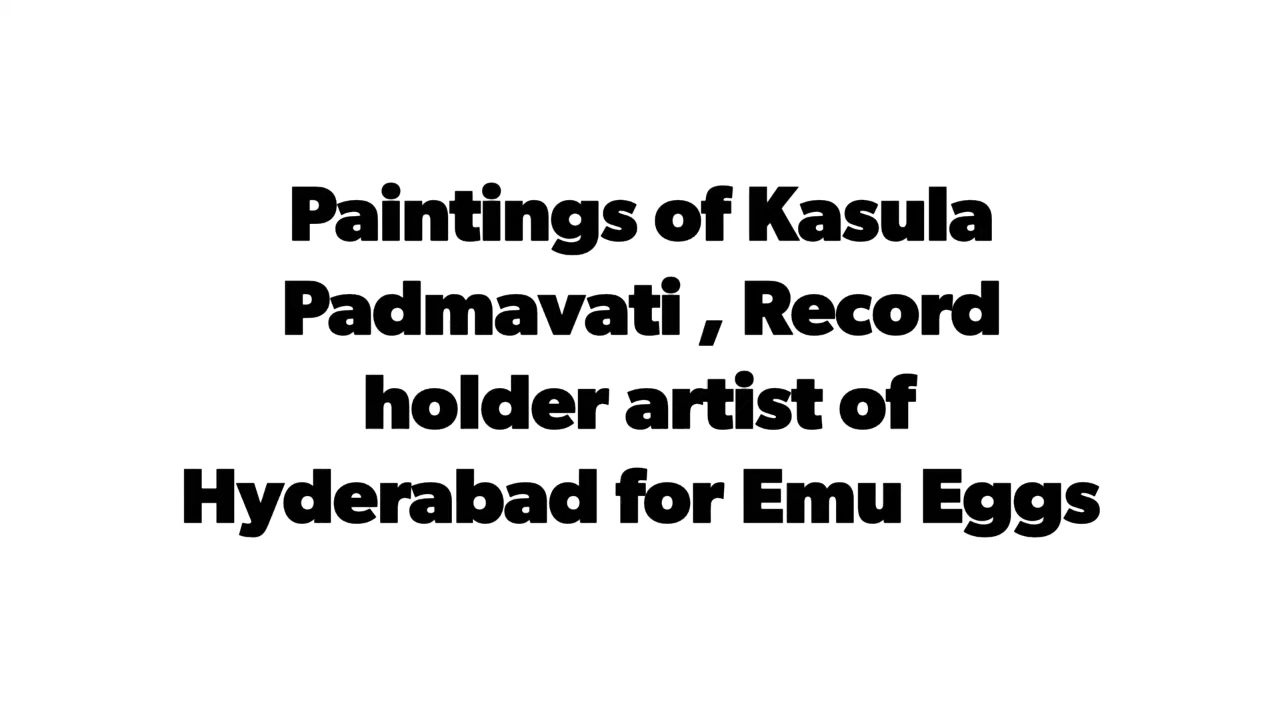 Paintings of Kasula
Padmavati , Record
holder artist of
Hyderabad for Emu Eggs